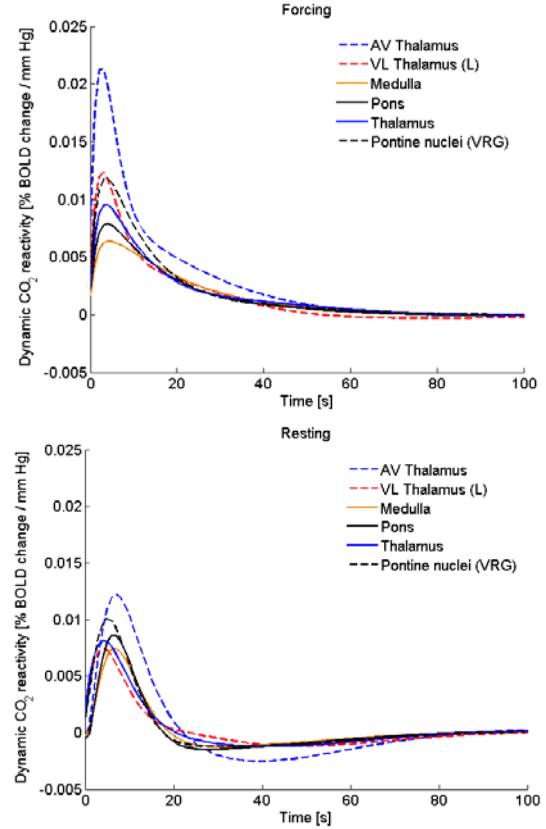 Forcing
0.025
0.02
0.015
0.01
0.005
0
-0.005
Dynamic CO2 reactivity [% BOLD change / mm Hg]
AV Thalamus
VL Thalamus (L)
Medulla
Pons
Thalamus
Pontine nuclei (VRG)
0 20 40 60 80 100
Time [s]
Resting
0.025
0.02
0.015
0.01
0.005
0
-0.005
Dynamic CO2 reactivity [% BOLD change / mm Hg]
AV Thalamus
VL Thalamus (L)
Medulla
Pons
Thalamus
Pontine nuclei (VRG)
0 20 40 60 80 100
Time [s]